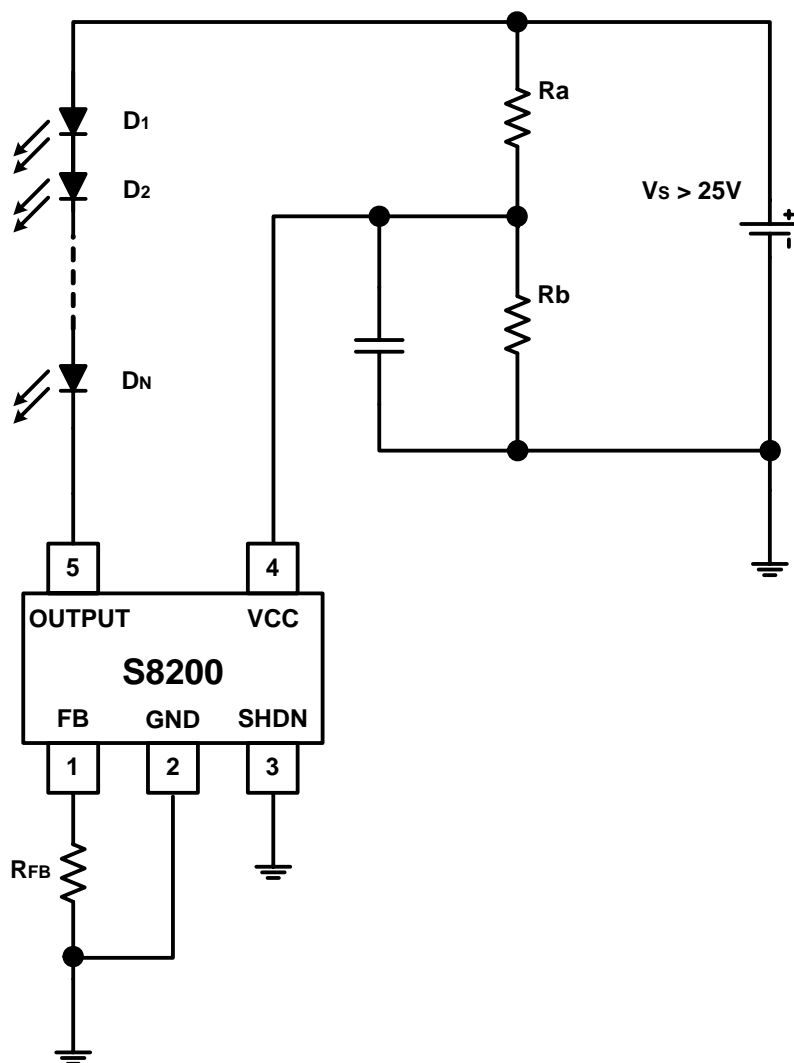 Ra
D1
D2
VS > 25V
+
-
Rb
DN
5
4
OUTPUT
VCC
S8200
FB
GND
SHDN
1
2
3
RFB